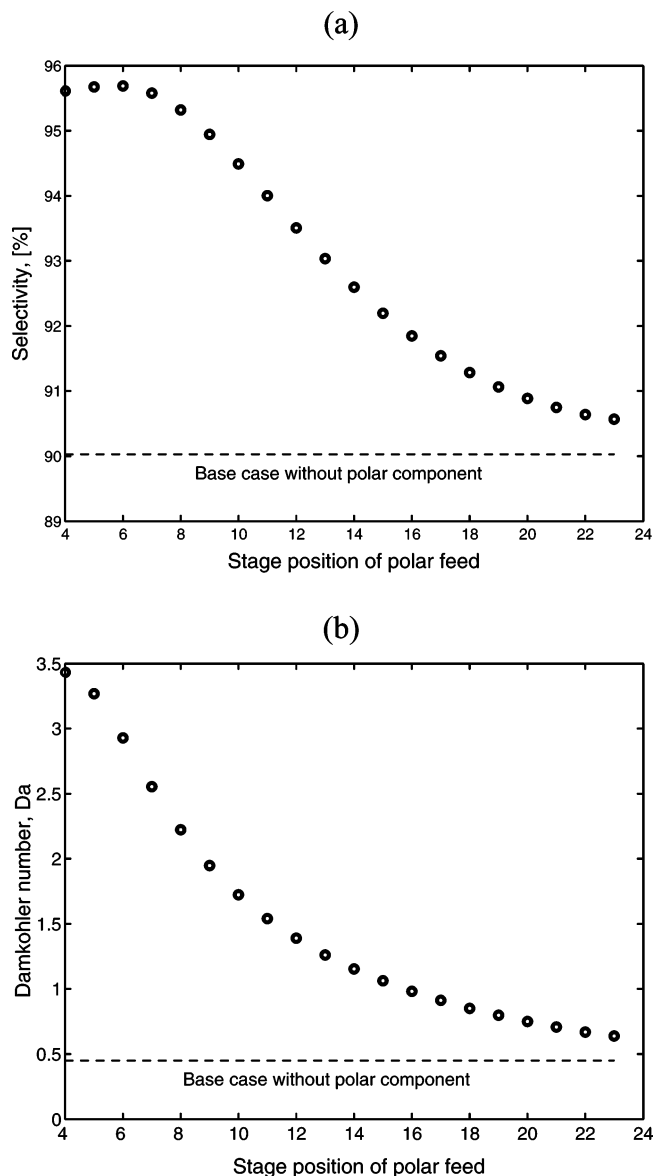 (a)
96
95
94
93
92
91
90
89
Selectivity, [%]
Base case without polar component
4 6 8 10 12 14 16 18 20 22 24
Stage position of polar feed
(b)
3.5
3
2.5
2
1.5
1
0.5
0
Damkohler number, Da
Base case without polar component
4 6 8 10 12 14 16 18 20 22 24
Stage position of polar feed